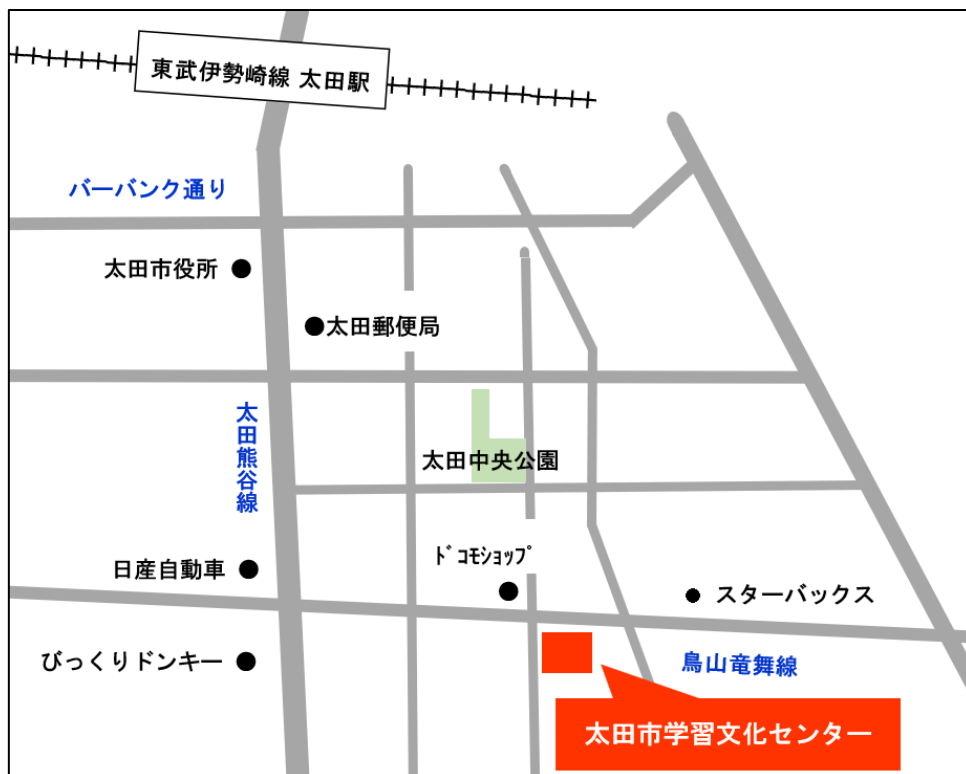 東武伊勢崎線 太田駅
バーバンク通り
太田市役所
太田郵便局
太田熊谷線
太田中央公園
ﾄﾞｺﾓｼｮｯﾌﾟ
日産自動車
スターバックス
びっくりドンキー
鳥山竜舞線
太田市学習文化センター